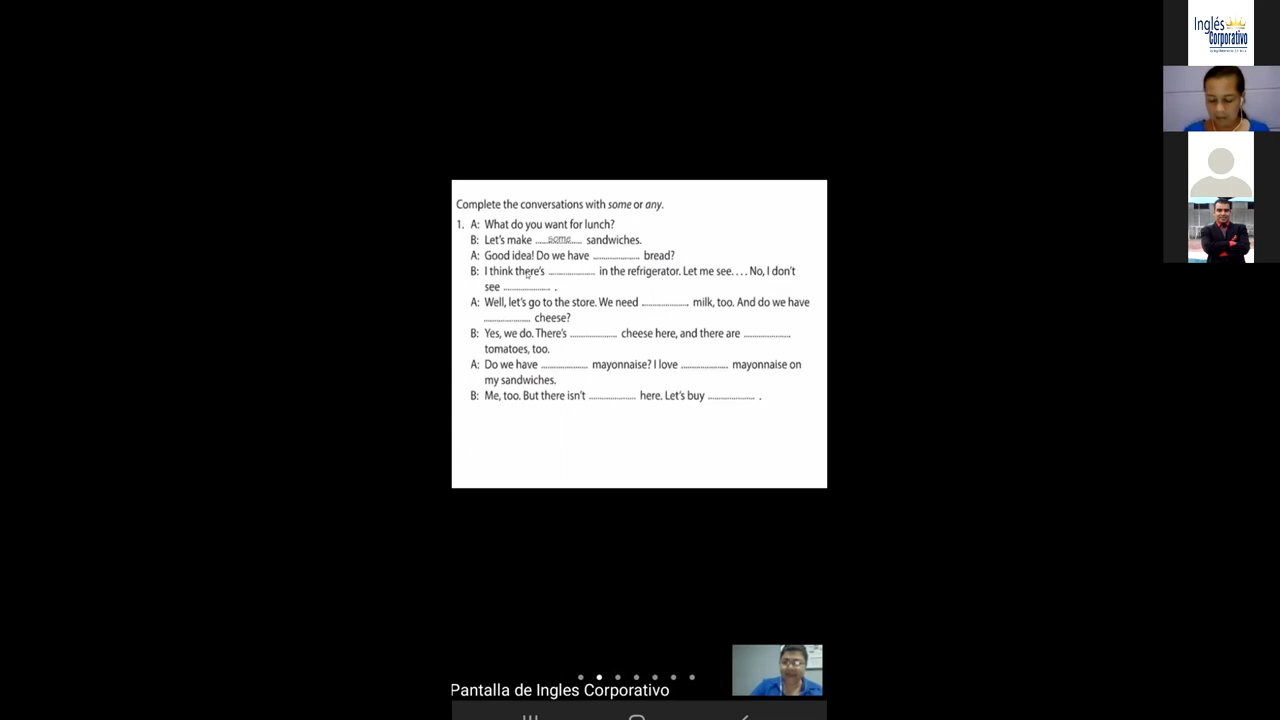 Inglés
Corporativo
Complete the conversations with some or any.
1. A: What do you want for lunch?
B: Let's make ....some.... sandwiches.
A: Good idea! Do we have ................ bread?
B: I think there's ................ in the refrigerator. Let me see. . . . No, I don't
see ................ .
A: Well, let's go to the store. We need ................ milk, too. And do we have
................ cheese?
B: Yes, we do. There's ................ cheese here, and there are ................
tomatoes, too.
A: Do we have ................ mayonnaise? I love ................ mayonnaise on
my sandwiches.
B: Me, too. But there isn't ................ here. Let's buy ................ .
Pantalla de Ingles Corporativo